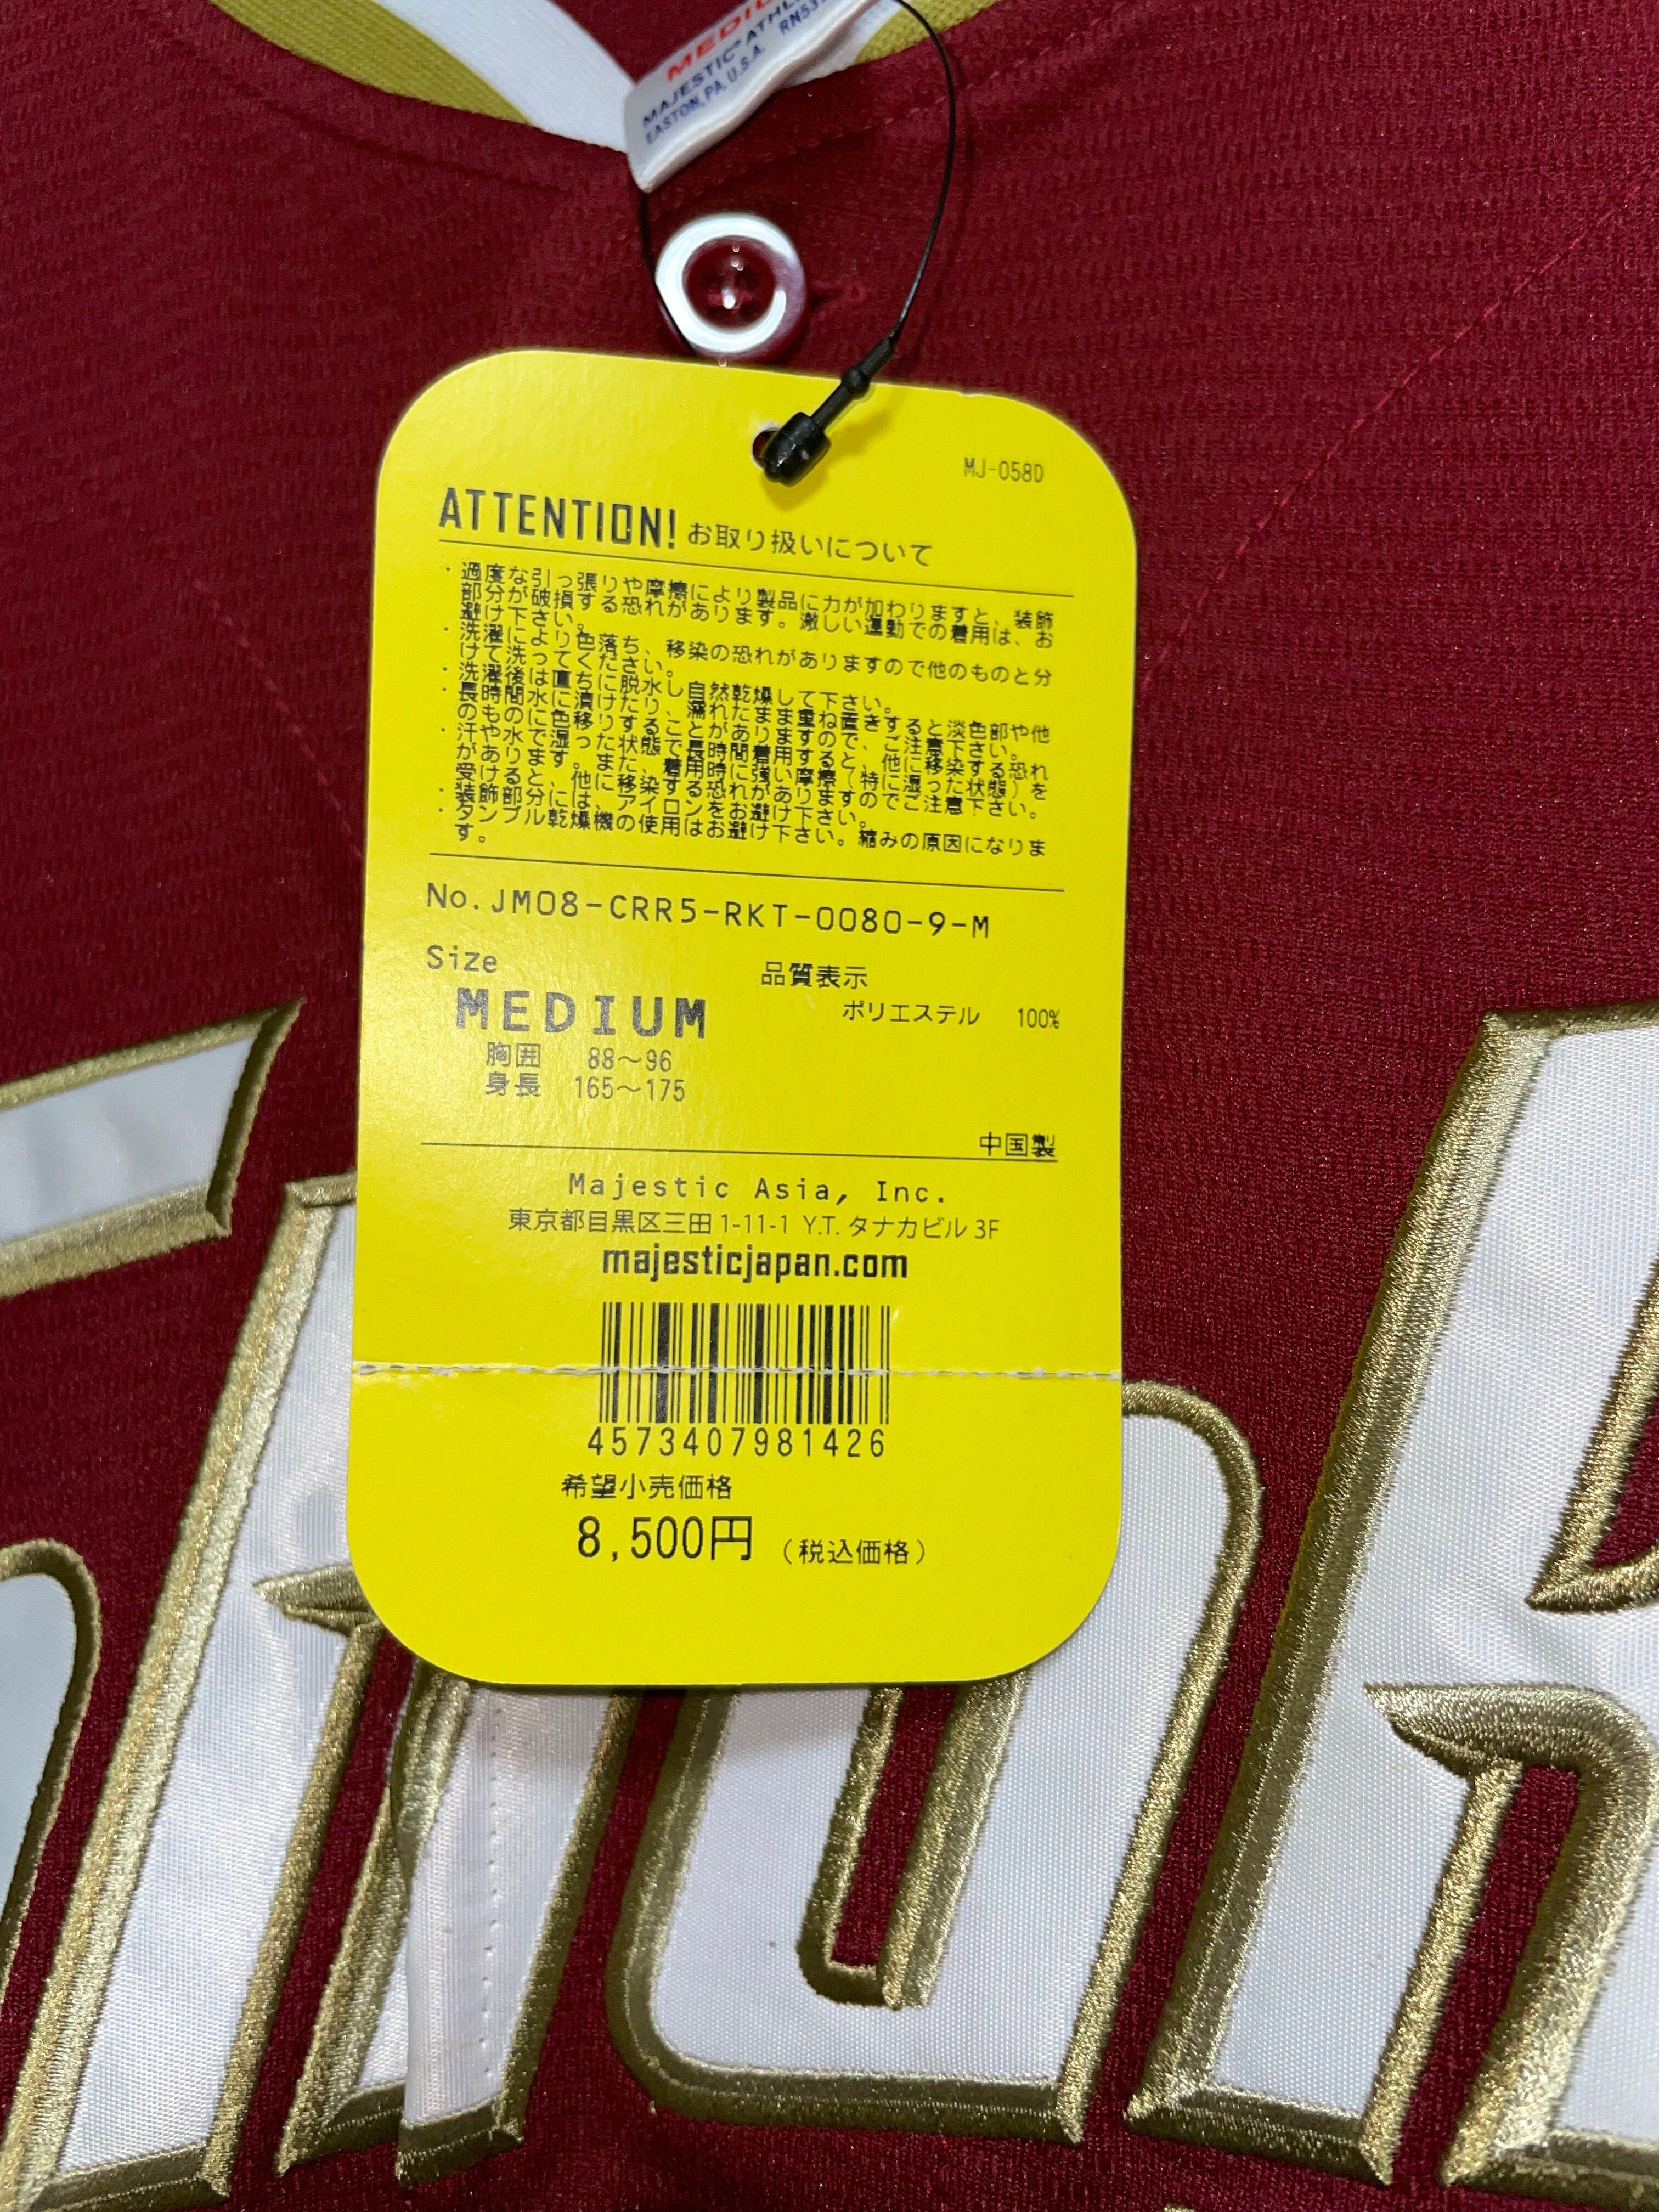 MAJESTIC ATHL
EASTON, PA, U.S.A. RN53
MJ-058D
ATTENTION! お取り扱いについて
・過度な引っ張りや摩擦により製品に力が加わりますと、装飾
部分が破損する恐れがあります。激しい運動での着用は、お
避け下さい。
・洗濯により色落ち、移染の恐れがありますので他のものと分
けて洗ってください。
・洗濯後は直ちに脱水し自然乾燥して下さい。
・長時間水に漬けたり、濡れたまま重ね置きすると淡色部や他
のものに色移りすることがありますので、ご注意下さい。
・汗や水で湿った状態で長時間着用すると、他に移染する恐れ
があります。また、着用時に強い摩擦(特に湿った状態)を
受けると、他に移染する恐れがありますのでご注意下さい。
・装飾部分には、アイロンをお避け下さい。
・タンブル乾燥機の使用はお避け下さい。縮みの原因になりま
す。
No.JM08-CRR5-RKT-0080-9-M
Size
品質表示
MEDIUM
ポリエステル 100%
胸囲 88～96
身長 165～175
中国製
Majestic Asia, Inc.
東京都目黒区三田 1-11-1 Y.T. タナカビル 3F
majesticjapan.com
4573407981426
希望小売価格
8,500円 (税込価格)